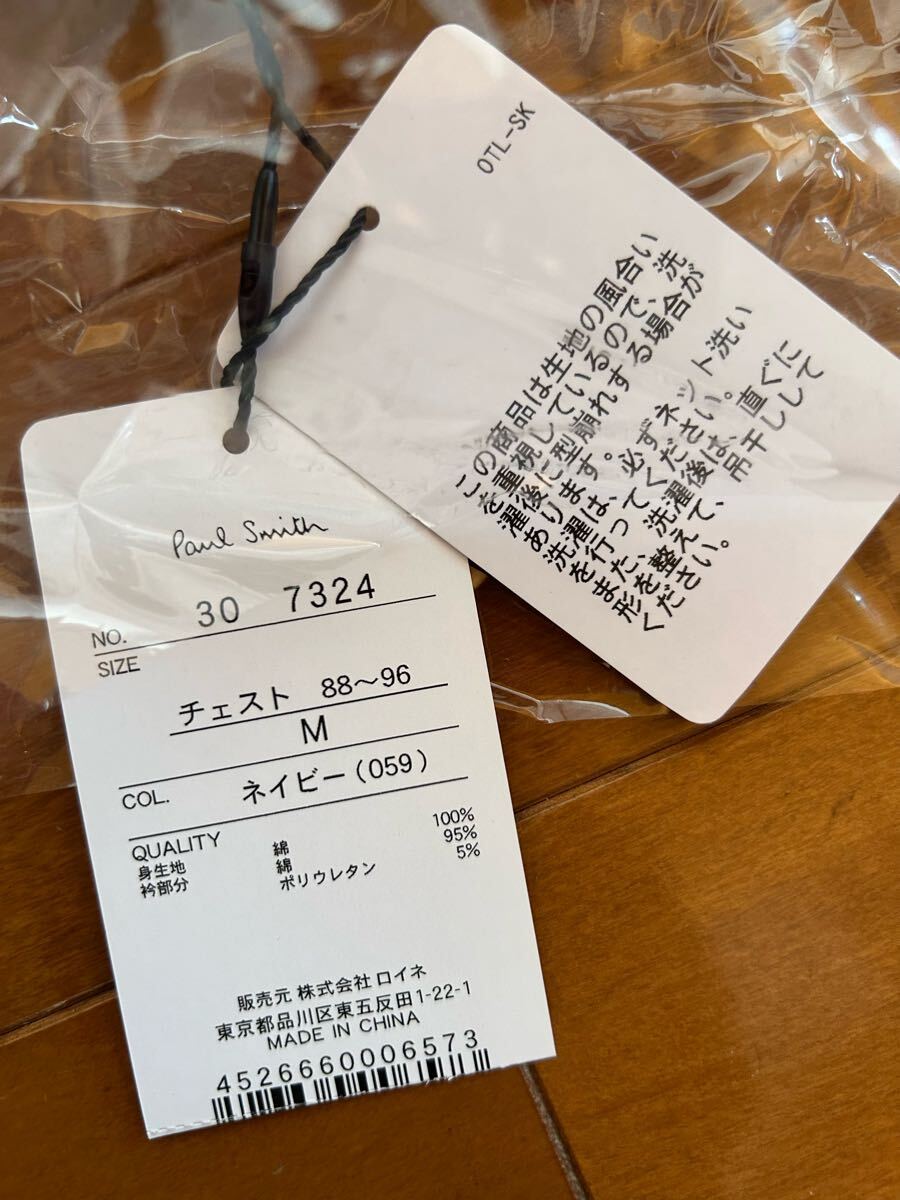 OTL-SK
この商品は生地の風合い
を重視しているので、洗
濯後に型崩れする場合が
あります。必ずネット洗い
洗濯は、
を行ってください。
また、洗濯後は、直ぐに
形を整えて、吊干しして
ください。
Paul Smith
NO. 30 7324
SIZE
チェスト 88～96
M
COL. ネイビー（059）
QUALITY
身生地 綿 100%
衿部分 綿 95%
ポリウレタン 5%
販売元 株式会社 ロイネ
東京都品川区東五反田1-22-1
MADE IN CHINA
4526660006573